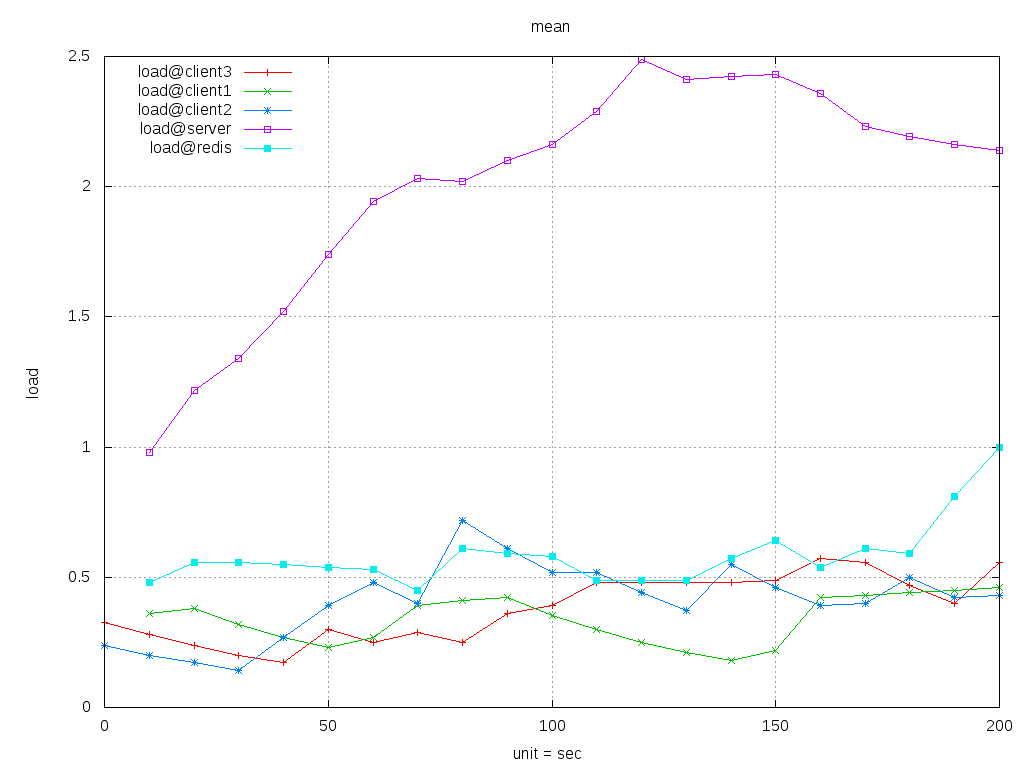 mean
2.5
2
1.5
1
0.5
0
load
load@client3
load@client1
load@client2
load@server
load@redis
0
50
100
150
200
unit = sec